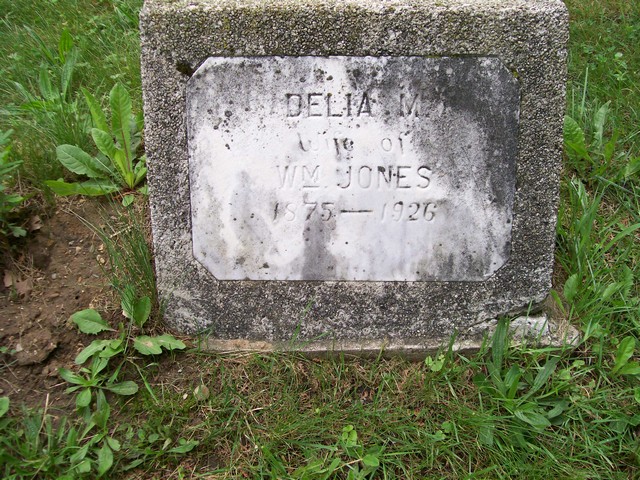 DELIA M.
Wife of
WM. JONES
1875—1926